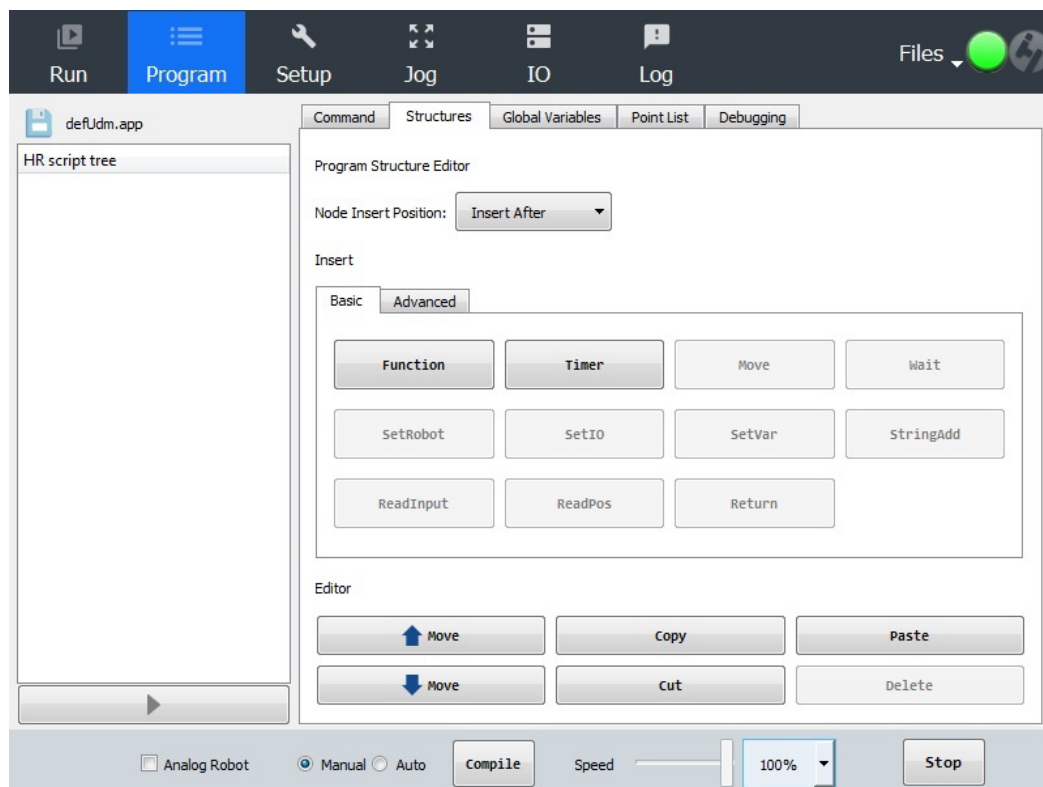 Run Program Setup Jog IO Log Files
defUdm.app
HR script tree
Command Structures Global Variables Point List Debugging
Program Structure Editor
Node Insert Position: Insert After
Insert
Basic Advanced
Function Timer Move Wait
SetRobot SetIO SetVar StringAdd
ReadInput ReadPos Return
Editor
Move Copy Paste
Move Cut Delete
Analog Robot Manual Auto Compile Speed 100% Stop